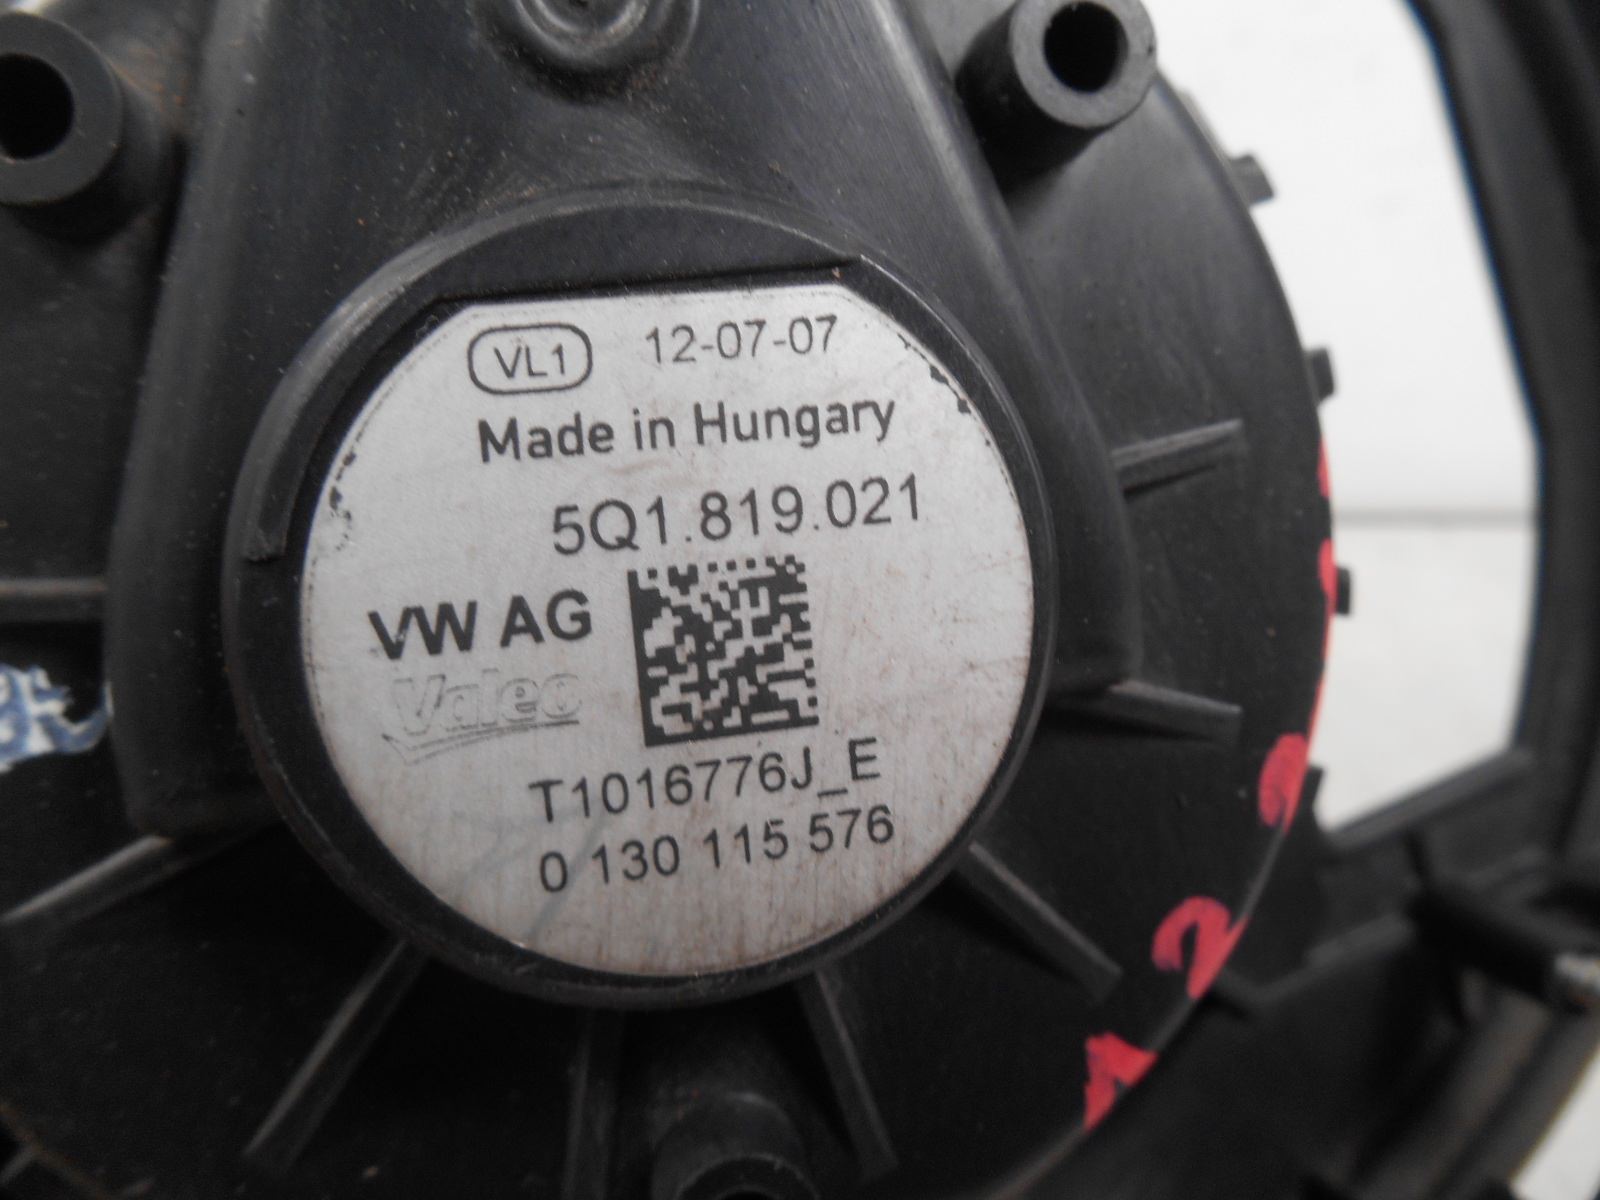 VL1 12-07-07
Made in Hungary
5Q1.819.021
VW AG
Valeo
T1016776J_E
0 130 115 576